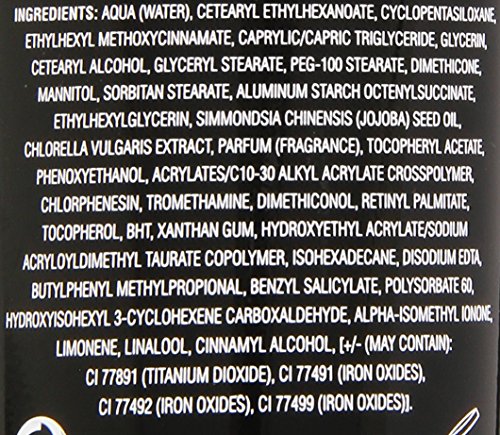 INGREDIENTS: AQUA (WATER), CETEARYL ETHYLHEXANOATE, CYCLOPENTASILOXANE,
ETHYLHEXYL METHOXYCINNAMATE, CAPRYLIC/CAPRIC TRIGLYCERIDE, GLYCERIN,
CETEARYL ALCOHOL, GLYCERYL STEARATE, PEG-100 STEARATE, DIMETHICONE,
MANNITOL, SORBITAN STEARATE, ALUMINUM STARCH OCTENYLSUCCINATE,
ETHYLHEXYLGLYCERIN, SIMMONDSIA CHINENSIS (JOJOBA) SEED OIL,
CHLORELLA VULGARIS EXTRACT, PARFUM (FRAGRANCE), TOCOPHERYL ACETATE,
PHENOXYETHANOL, ACRYLATES/C10-30 ALKYL ACRYLATE CROSSPOLYMER,
CHLORPHENESIN, TROMETHAMINE, DIMETHICONOL, RETINYL PALMITATE,
TOCOPHEROL, BHT, XANTHAN GUM, HYDROXYETHYL ACRYLATE/SODIUM
ACRYLOYLDIMETHYL TAURATE COPOLYMER, ISOHEXADECANE, DISODIUM EDTA,
BUTYLPHENYL METHYLPROPIONAL, BENZYL SALICYLATE, POLYSORBATE 60,
HYDROXYISOHEXYL 3-CYCLOHEXENE CARBOXALDEHYDE, ALPHA-ISOMETHYL IONONE,
LIMONENE, LINALOOL, CINNAMYL ALCOHOL, [+/- (MAY CONTAIN):
CI 77891 (TITANIUM DIOXIDE), CI 77491 (IRON OXIDES),
CI 77492 (IRON OXIDES), CI 77499 (IRON OXIDES)].